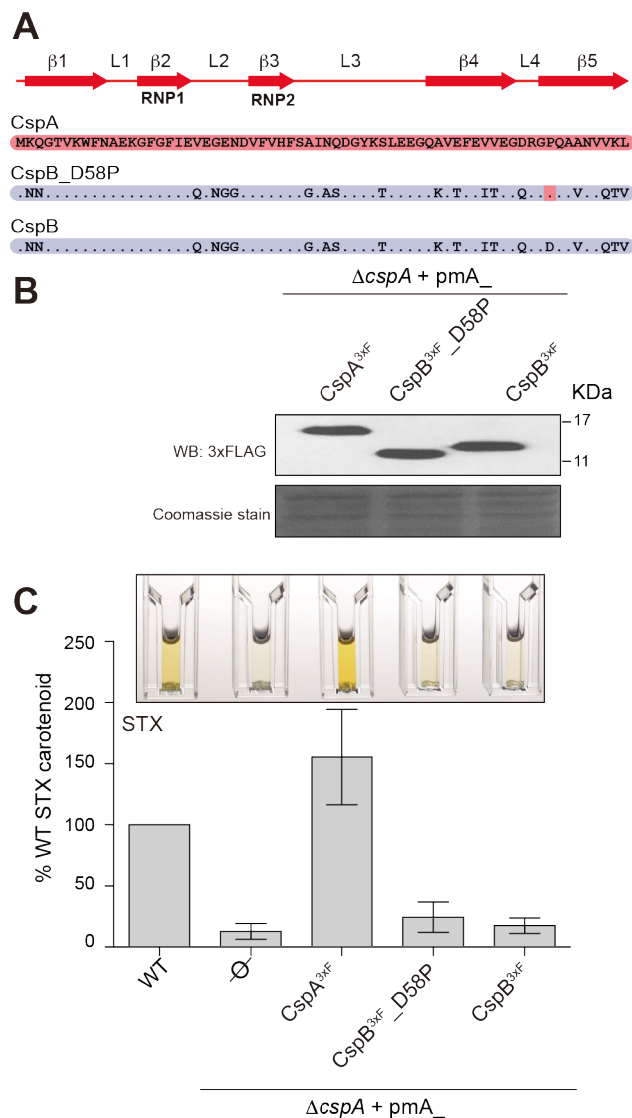 A
β1 L1 β2 L2 β3 L3 β4 L4 β5
RNP1 RNP2
CspA
MKQGTVKWFNAEKGFGFIEVEGENDVFVHFSAINQDGYKSLEEGQAVEFEVVEGDRGPQAANVVKL
CspB_D58P
.NN................Q.NGG.......G.AS....T.....K.T..IT..Q.....V..QTV
CspB
.NN................Q.NGG.......G.AS....T.....K.T..IT..Q..D..V..QTV
B
ΔcspA + pmA_
CspA3xF CspB3xF_D58P CspB3xF
KDa
WB: 3xFLAG
17
11
Coomassie stain
C
STX
% WT STX carotenoid
250
200
150
100
50
0
WT -O- CspA3xF CspB3xF_D58P CspB3xF
ΔcspA + pmA_